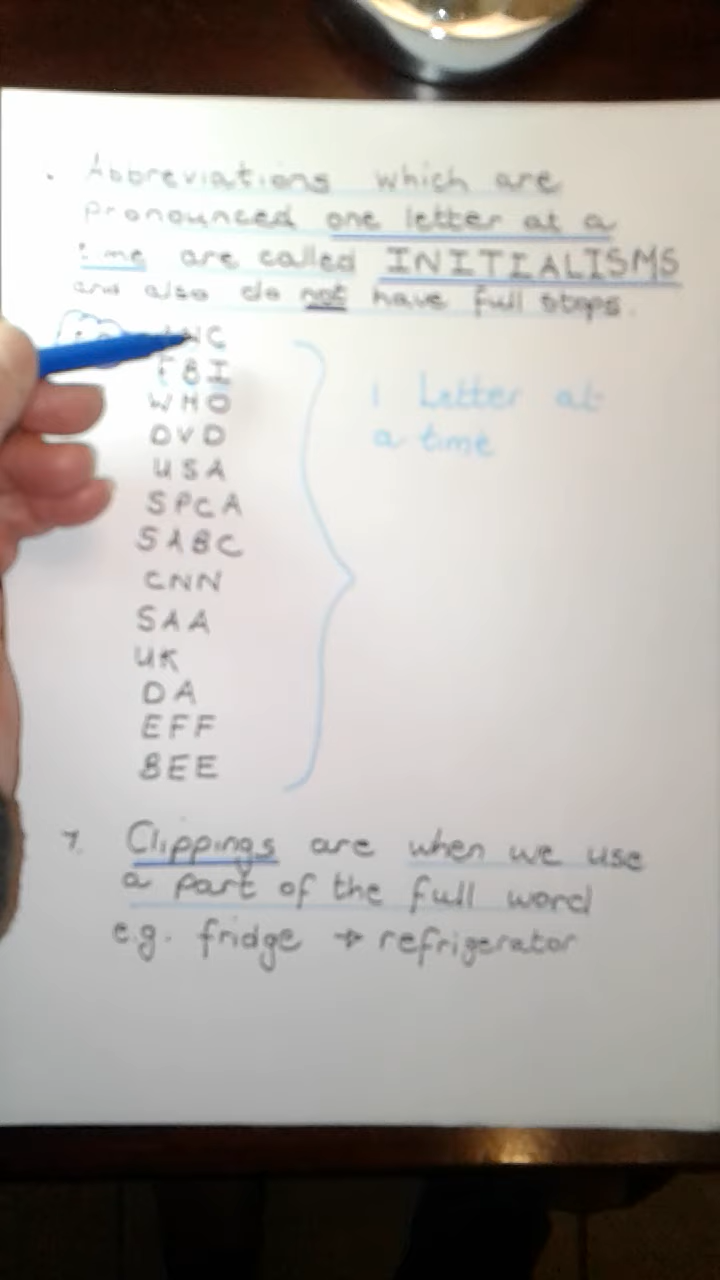 . Abbreviations which are
pronounced one letter at a
time are called INITIALISMS
and also do not have full stops.
FBI
WHO
DVD
USA
SPCA
SABC
CNN
SAA
UK
DA
EFF
BEE
1 Letter at
a time
7. Clippings are when we use
a part of the full word
e.g. fridge → refrigerator